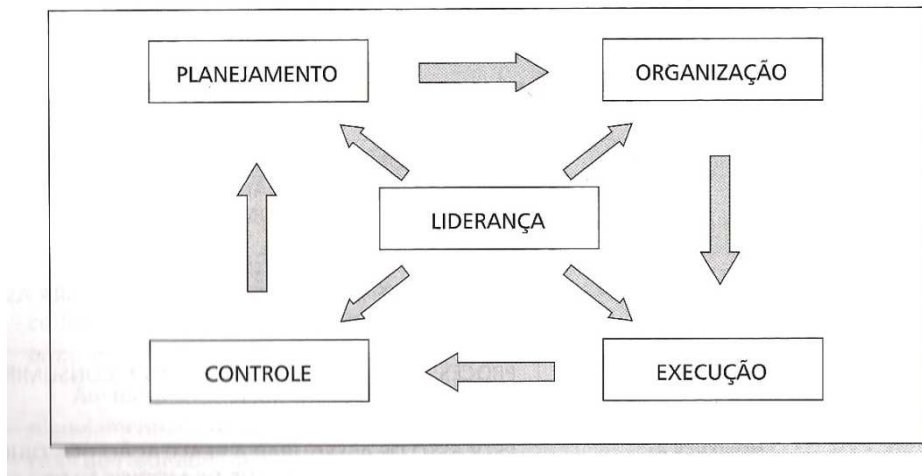 PLANEJAMENTO
ORGANIZAÇÃO
LIDERANÇA
CONTROLE
EXECUÇÃO